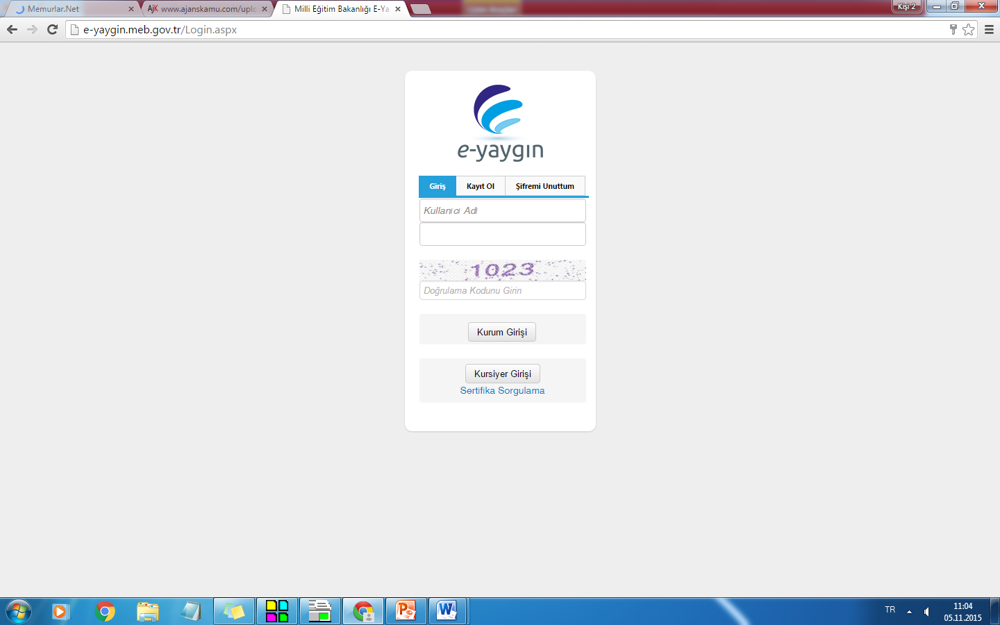 Memurlar.Net
AjK www.ajanskamu.com/uplo
Milli Eğitim Bakanlığı E-Ya
Kişi 2
e-yaygin.meb.gov.tr/Login.aspx
e-yaygın
Giriş
Kayıt Ol
Şifremi Unuttum
Kullanıcı Adı
1023
Doğrulama Kodunu Girin
Kurum Girişi
Kursiyer Girişi
Sertifika Sorgulama
TR
11:04
05.11.2015